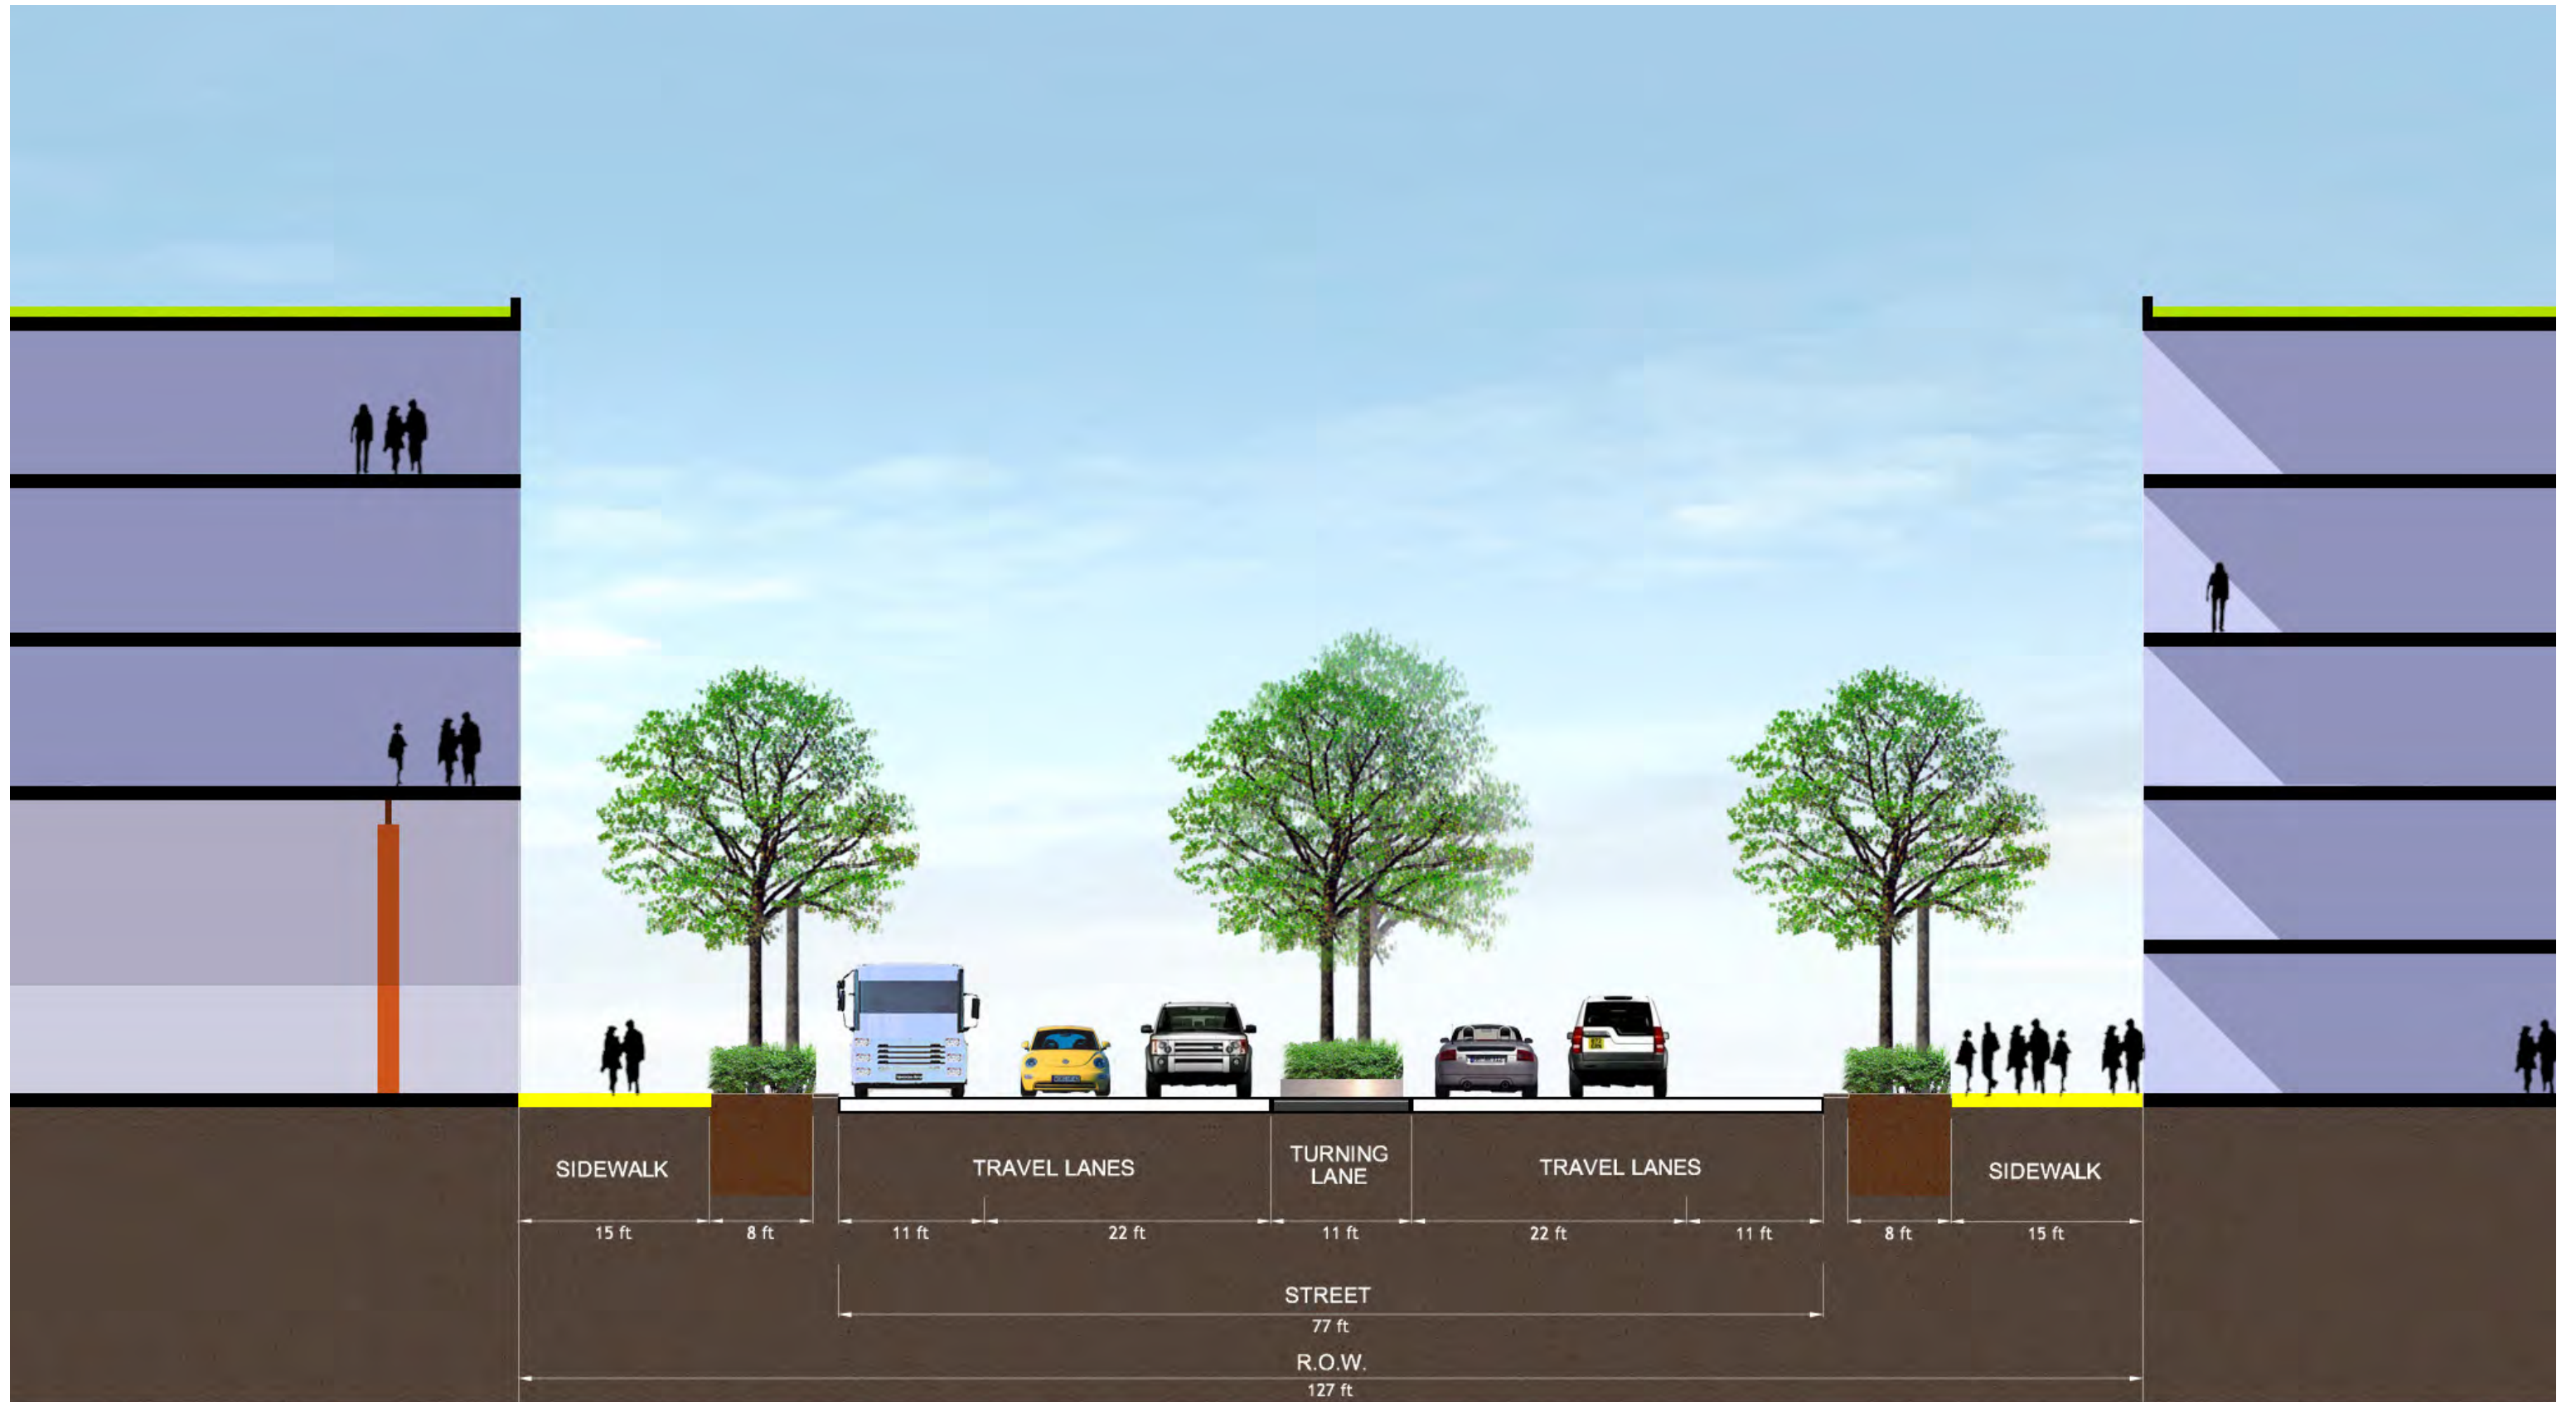 SIDEWALK
TRAVEL LANES
TURNING
LANE
TRAVEL LANES
SIDEWALK
15 ft
8 ft
11 ft
22 ft
11 ft
22 ft
11 ft
8 ft
15 ft
STREET
77 ft
R.O.W.
127 ft